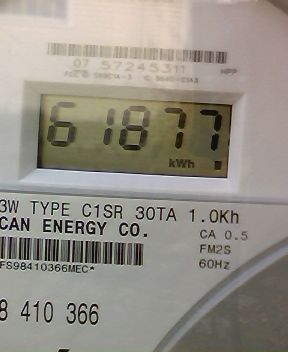 07 57245311
61877
kWh
3W TYPE C1SR 30TA 1.0Kh
CAN ENERGY CO.
CA 0.5
FM2S
FS98410366MEC*
60Hz
8 410 366